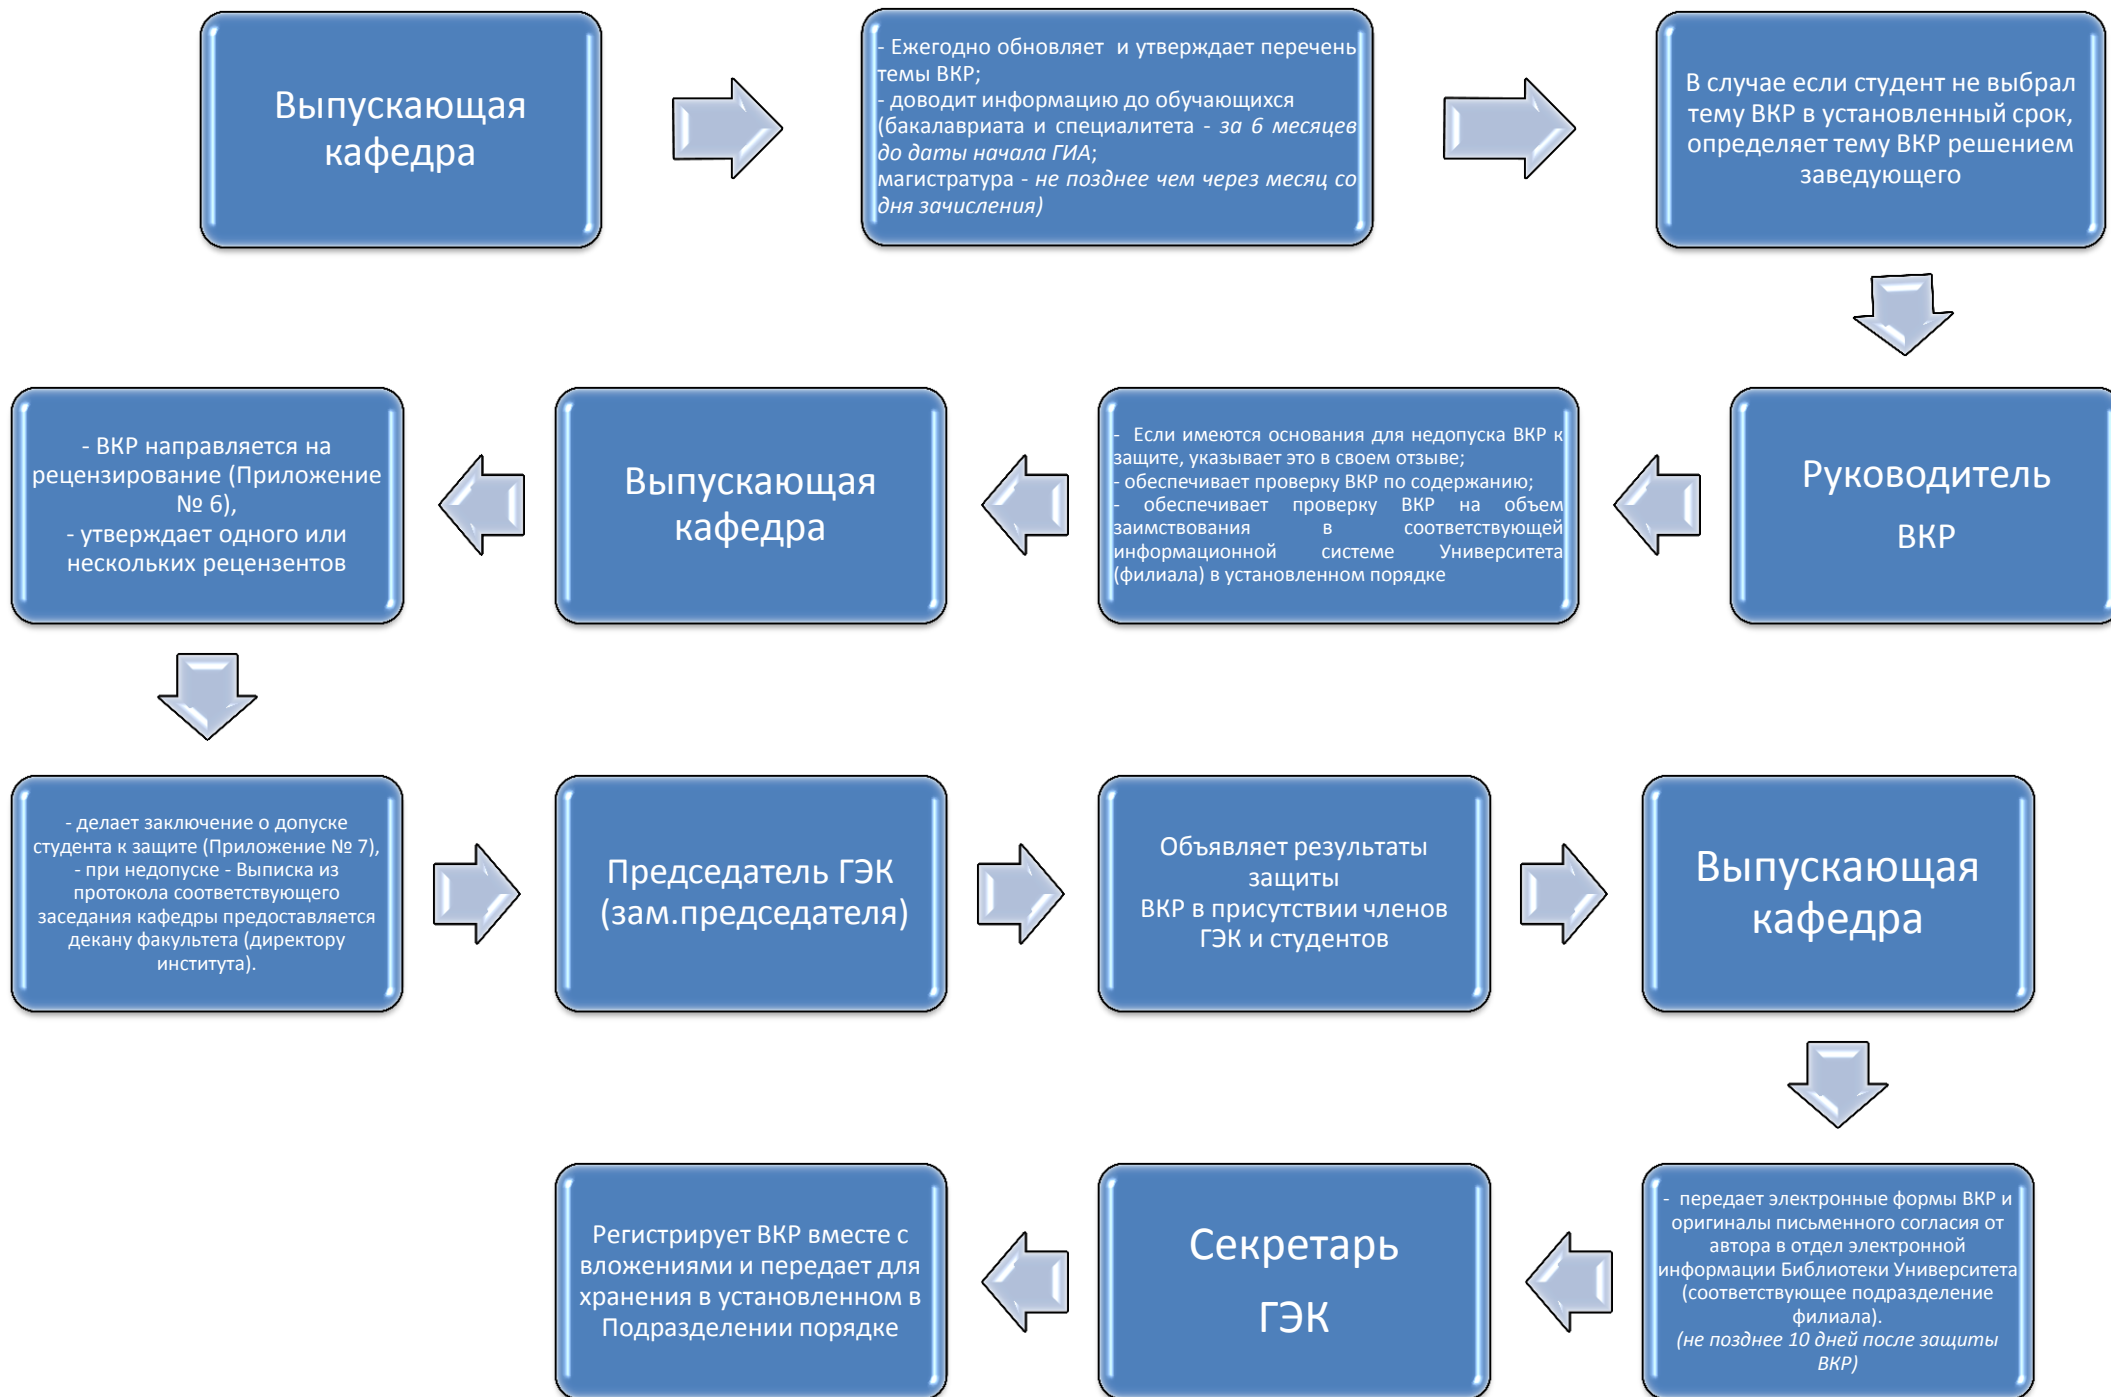 Выпускающая
кафедра
- Ежегодно обновляет и утверждает перечень
темы ВКР;
- доводит информацию до обучающихся
(бакалавриата и специалитета - за 6 месяцев
до даты начала ГИА;
магистратура - не позднее чем через месяц со
дня зачисления)
В случае если студент не выбрал
тему ВКР в установленный срок,
определяет тему ВКР решением
заведующего
Руководитель
ВКР
- Если имеются основания для недопуска ВКР к
защите, указывает это в своем отзыве;
- обеспечивает проверку ВКР по содержанию;
- обеспечивает проверку ВКР на объем
заимствования в соответствующей
информационной системе Университета
(филиала) в установленном порядке
Выпускающая
кафедра
- ВКР направляется на
рецензирование (Приложение
№ 6),
- утверждает одного или
нескольких рецензентов
- делает заключение о допуске
студента к защите (Приложение № 7),
- при недопуске - Выписка из
протокола соответствующего
заседания кафедры предоставляется
декану факультета (директору
института).
Председатель ГЭК
(зам.председателя)
Объявляет результаты
защиты
ВКР в присутствии членов
ГЭК и студентов
Выпускающая
кафедра
- передает электронные формы ВКР и
оригиналы письменного согласия от
автора в отдел электронной
информации Библиотеки Университета
(соответствующее подразделение
филиала).
(не позднее 10 дней после защиты
ВКР)
Секретарь
ГЭК
Регистрирует ВКР вместе с
вложениями и передает для
хранения в установленном в
Подразделении порядке